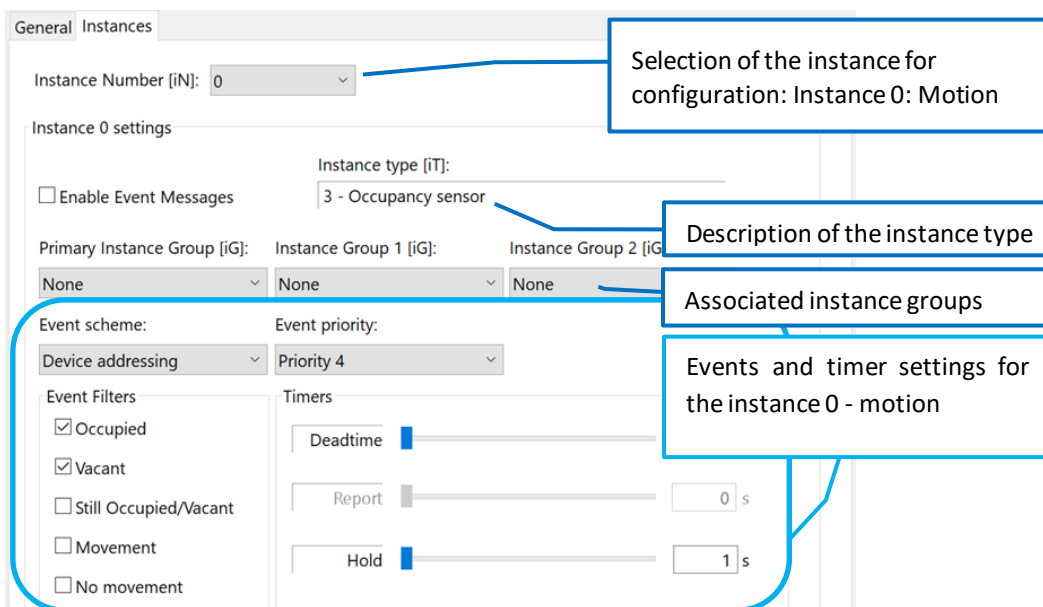 General Instances
Instance Number [iN]: 0
Selection of the instance for
configuration: Instance 0: Motion
Instance 0 settings
Instance type [iT]:
Enable Event Messages
3 - Occupancy sensor
Description of the instance type
Primary Instance Group [iG]: Instance Group 1 [iG]: Instance Group 2 [iG
None None None
Associated instance groups
Event scheme: Event priority:
Device addressing Priority 4
Events and timer settings for
the instance 0 - motion
Event Filters Timers
Occupied
Deadtime
Vacant
Still Occupied/Vacant
Report 0 s
Movement
Hold 1 s
No movement